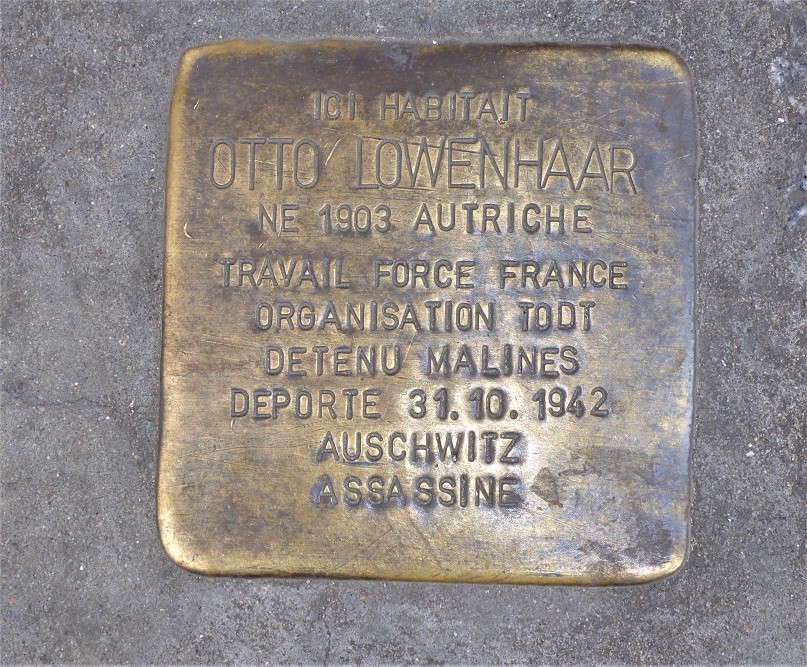 ICI HABITAIT
OTTO LOWENHAAR
NE 1903 AUTRICHE
TRAVAIL FORCE FRANCE
ORGANISATION TODT
DETENU MALINES
DEPORTE 31.10.1942
AUSCHWITZ
ASSASSINE